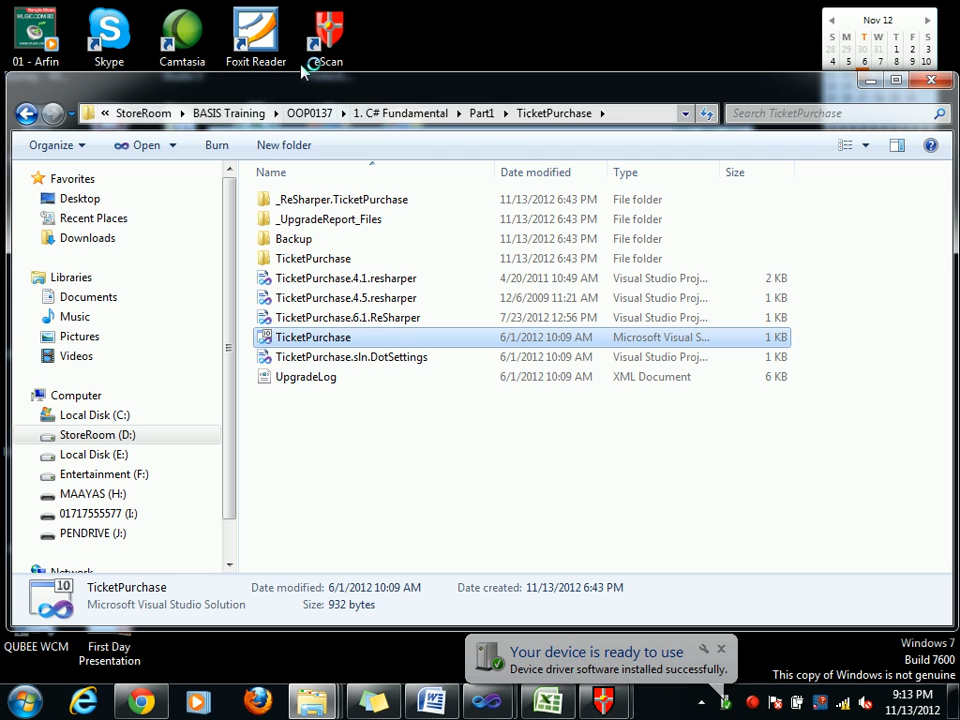 MUSIC.COM.BD
01 - Arfin
Skype
Camtasia
Foxit Reader
eScan
Nov 12
S M T W T F S
28 29 30 31 1 2 3
4 5 6 7 8 9 10
« StoreRoom BASIS Training OOP0137 1. C# Fundamental Part1 TicketPurchase
Search TicketPurchase
Organize Open Burn New folder
Name Date modified Type Size
_ReSharper.TicketPurchase 11/13/2012 6:43 PM File folder
_UpgradeReport_Files 11/13/2012 6:43 PM File folder
Backup 11/13/2012 6:43 PM File folder
TicketPurchase 11/13/2012 6:43 PM File folder
TicketPurchase.4.1.resharper 4/20/2011 10:49 AM Visual Studio Proj... 2 KB
TicketPurchase.4.5.resharper 12/6/2009 11:21 AM Visual Studio Proj... 1 KB
TicketPurchase.6.1.ReSharper 7/23/2012 12:56 PM Visual Studio Proj... 1 KB
TicketPurchase 6/1/2012 10:09 AM Microsoft Visual S... 1 KB
TicketPurchase.sln.DotSettings 6/1/2012 10:09 AM Visual Studio Proj... 1 KB
UpgradeLog 6/1/2012 10:09 AM XML Document 6 KB
Favorites
Desktop
Recent Places
Downloads
Libraries
Documents
Music
Pictures
Videos
Computer
Local Disk (C:)
StoreRoom (D:)
Local Disk (E:)
Entertainment (F:)
MAAYAS (H:)
01717555577 (I:)
PENDRIVE (J:)
Network
10
TicketPurchase Date modified: 6/1/2012 10:09 AM Date created: 11/13/2012 6:43 PM
Microsoft Visual Studio Solution Size: 932 bytes
QUBEE WCM
First Day
Presentation
Your device is ready to use
Device driver software installed successfully.
Windows 7
Build 7600
This copy of Windows is not genuine
9:13 PM
11/13/2012